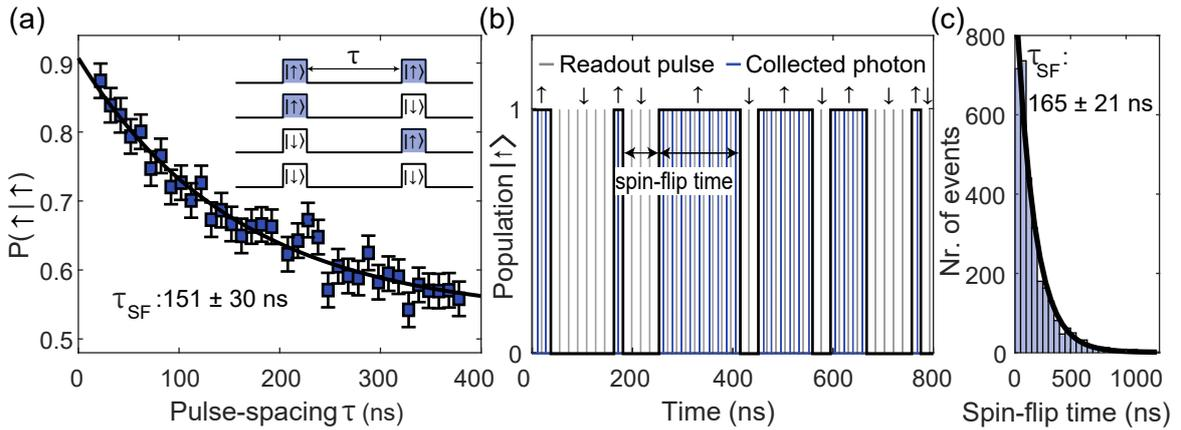 (a)
P(↑|↑)
0.9
0.8
0.7
0.6
0.5
0
100
200
300
400
Pulse-spacing τ (ns)
τ
|↑⟩ |↑⟩
|↑⟩ |↓⟩
|↓⟩ |↑⟩
|↓⟩ |↓⟩
τSF :151 ± 30 ns
(b)
Population |↑⟩
1
0
Readout pulse
Collected photon
↑ ↓ ↑ ↓ ↑ ↓ ↑ ↓ ↑ ↓ ↑ ↓
spin-flip time
0
200
400
600
800
Time (ns)
(c)
Nr. of events
800
600
400
200
0
τSF:
165 ± 21 ns
0
500
1000
Spin-flip time (ns)